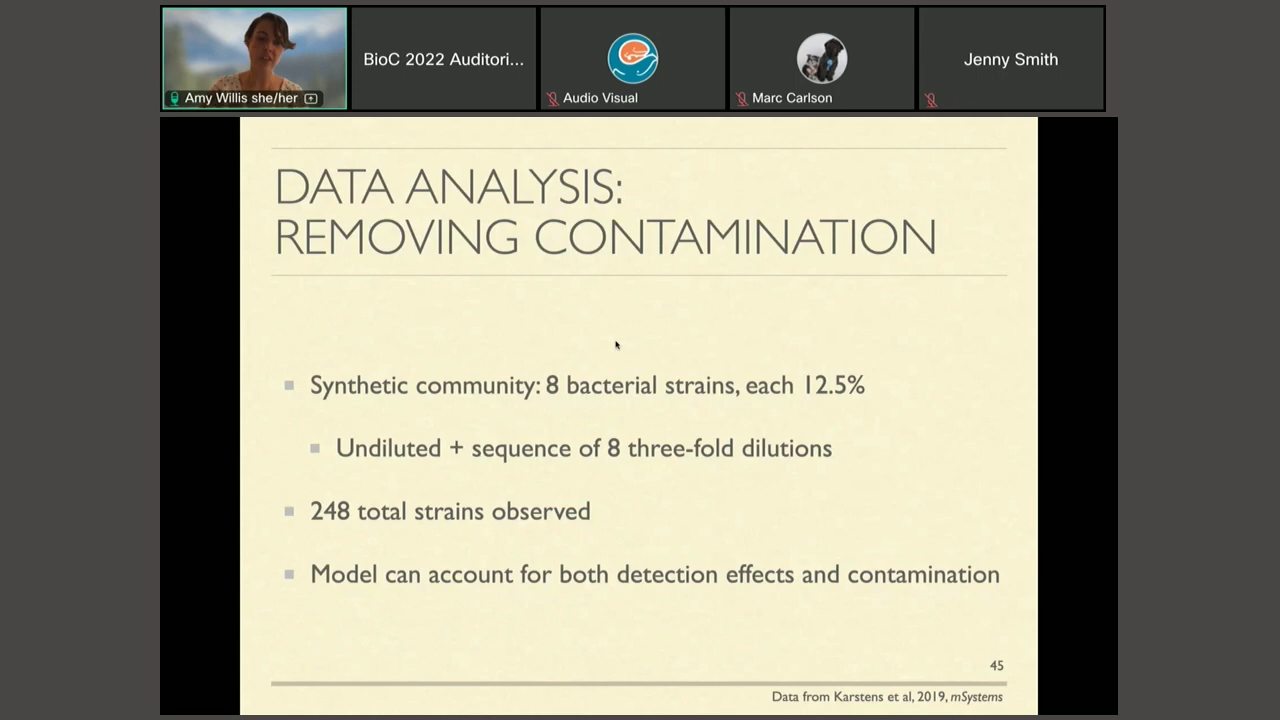 Amy Willis she/her
BioC 2022 Auditori...
Audio Visual
Marc Carlson
Jenny Smith
DATA ANALYSIS:
REMOVING CONTAMINATION
Synthetic community: 8 bacterial strains, each 12.5%
Undiluted + sequence of 8 three-fold dilutions
248 total strains observed
Model can account for both detection effects and contamination
45
Data from Karstens et al, 2019, mSystems